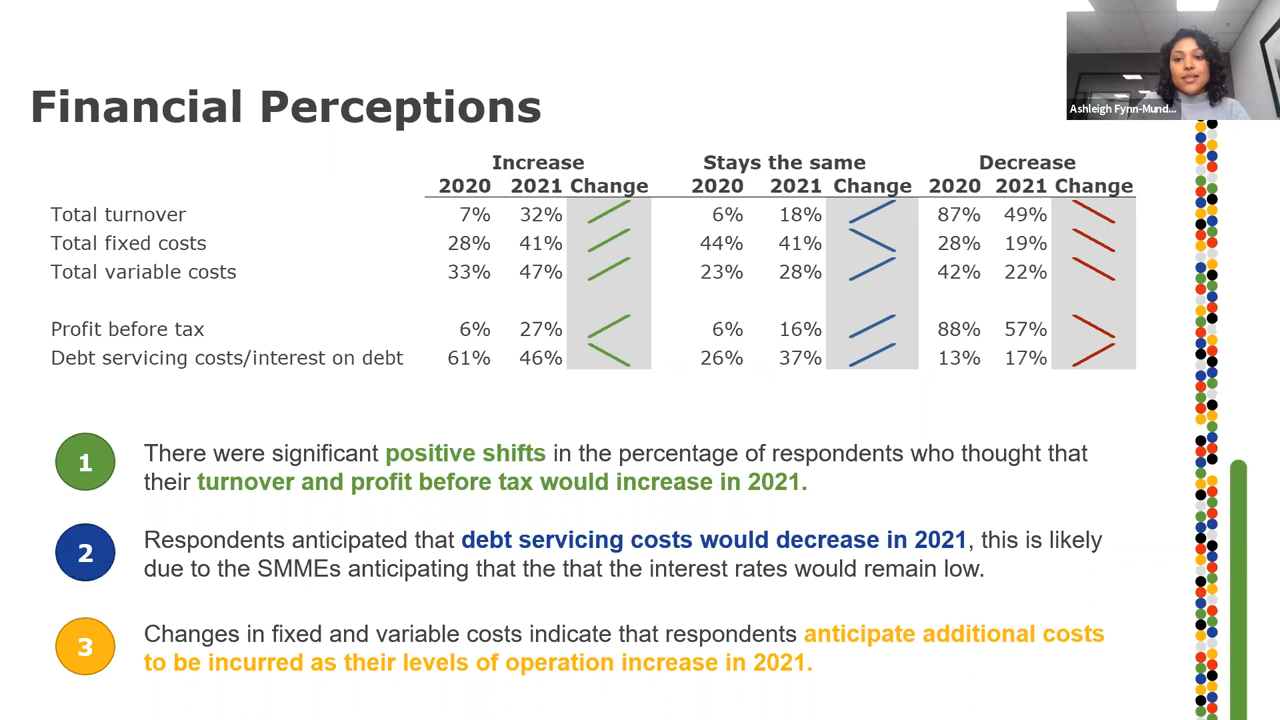 Ashleigh Fynn-Mund...
Financial Perceptions
Increase Stays the same Decrease
2020 2021 Change 2020 2021 Change 2020 2021 Change
Total turnover 7% 32% 6% 18% 87% 49%
Total fixed costs 28% 41% 44% 41% 28% 19%
Total variable costs 33% 47% 23% 28% 42% 22%
Profit before tax 6% 27% 6% 16% 88% 57%
Debt servicing costs/interest on debt 61% 46% 26% 37% 13% 17%
1 There were significant positive shifts in the percentage of respondents who thought that
their turnover and profit before tax would increase in 2021.
2 Respondents anticipated that debt servicing costs would decrease in 2021, this is likely
due to the SMMEs anticipating that the that the interest rates would remain low.
3 Changes in fixed and variable costs indicate that respondents anticipate additional costs
to be incurred as their levels of operation increase in 2021.